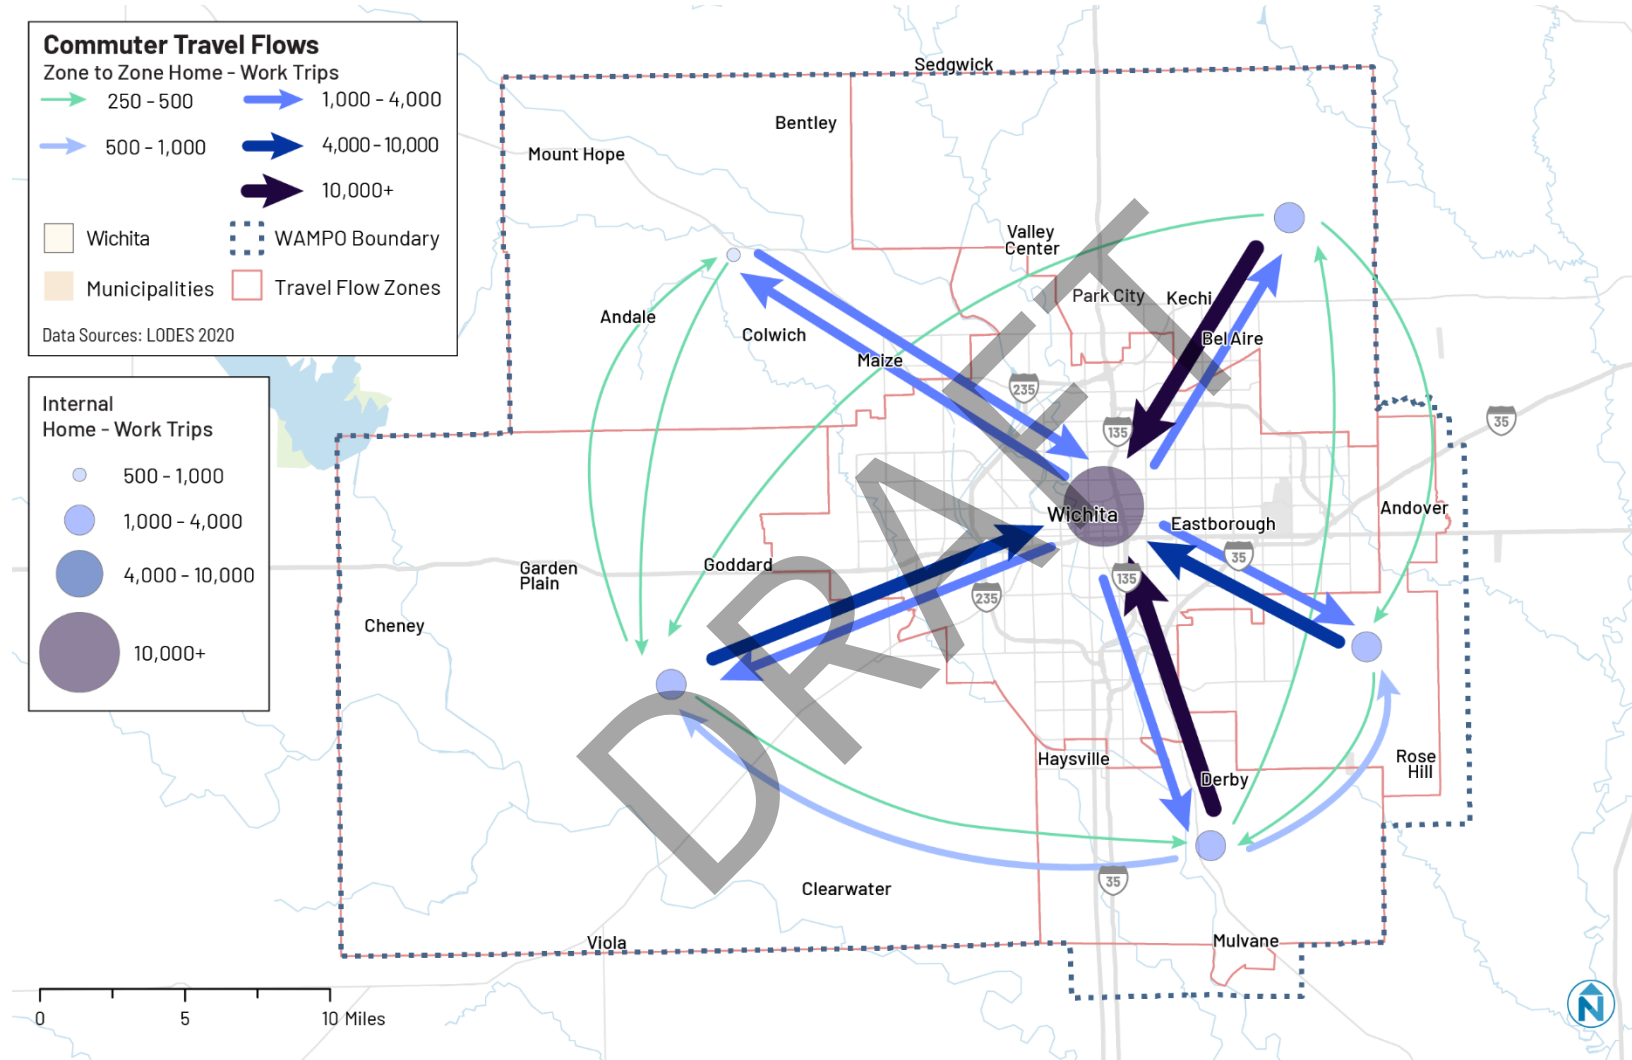 Commuter Travel Flows
Zone to Zone Home - Work Trips
250 - 500
1,000 - 4,000
500 - 1,000
4,000 - 10,000
10,000+
Wichita
WAMPO Boundary
Municipalities
Travel Flow Zones
Data Sources: LODES 2020
Internal
Home - Work Trips
500 - 1,000
1,000 - 4,000
4,000 - 10,000
10,000+
Sedgwick
Bentley
Mount Hope
Valley
Center
Park City
Kechi
Andale
Colwich
Bel Aire
Maize
235
135
35
Wichita
Eastborough
Andover
35
Goddard
Garden
Plain
135
235
Cheney
Haysville
Derby
Rose
Hill
35
Clearwater
Viola
Mulvane
DRAFT
0
5
10 Miles
N